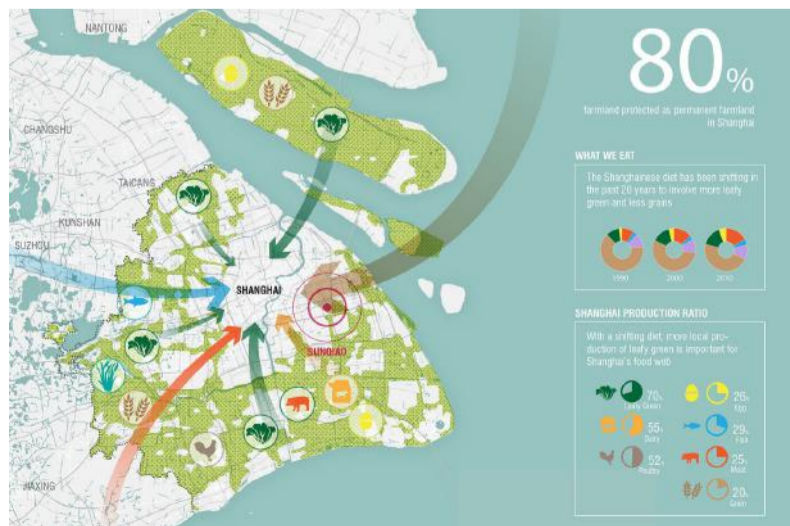 NANTONG
CHANGSHU
TAICANG
KUNSHAN
SUZHOU
SHANGHAI
SUNQIAO
JIAXING
80%
farmland protected as permanent farmland
in Shanghai
WHAT WE EAT
The Shanghainese diet has been shifting in
the past 20 years to involve more leafy
green and less grains
1990
2000
2010
SHANGHAI PRODUCTION RATIO
With a shifting diet, more local pro-
duction of leafy green is important for
Shanghai's food web
70%
Leafy Green
26%
Egg
55%
Dairy
29%
Fish
52%
Poultry
25%
Meat
20%